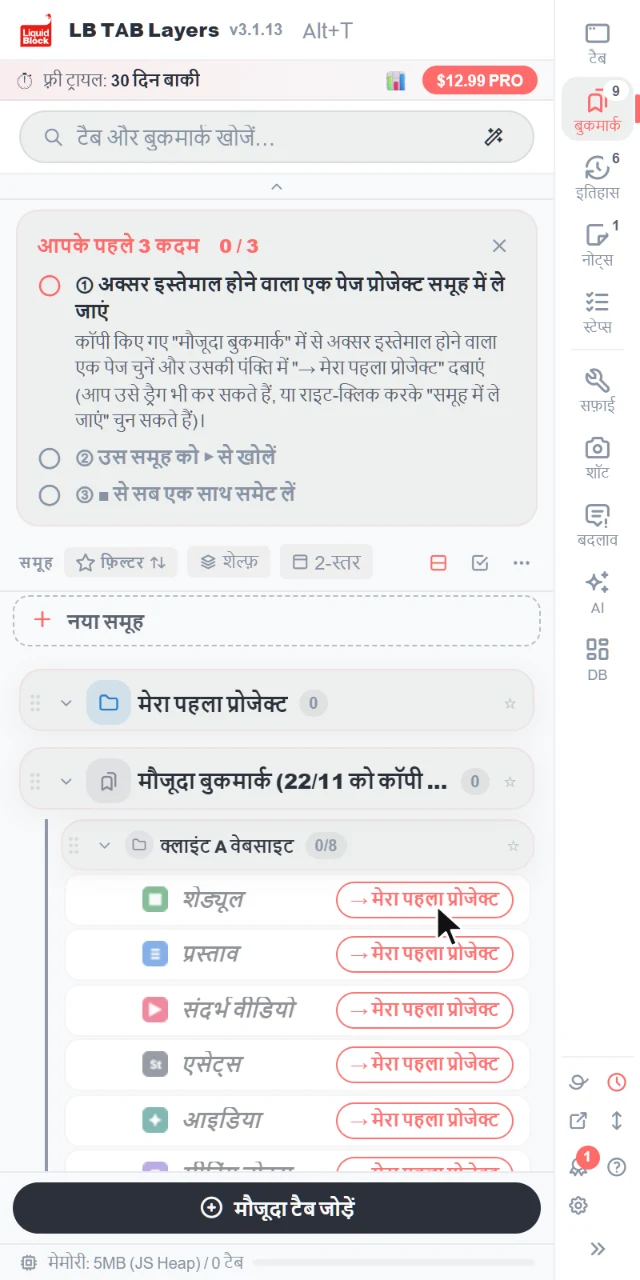 Liquid Block
LB TAB Layers v3.1.13 Alt+T
फ़्री ट्रायल: 30 दिन बाकी
$12.99 PRO
टैब और बुकमार्क खोजें…
आपके पहले 3 कदम 0 / 3
① अक्सर इस्तेमाल होने वाला एक पेज प्रोजेक्ट समूह में ले
जाएं
कॉपी किए गए "मौजूदा बुकमार्क" में से अक्सर इस्तेमाल होने वाला
एक पेज चुनें और उसकी पंक्ति में "→ मेरा पहला प्रोजेक्ट" दबाएं
(आप उसे ड्रैग भी कर सकते हैं, या राइट-क्लिक करके "समूह में ले
जाएं" चुन सकते हैं)।
② उस समूह को ▸ से खोलें
③ ■ से सब एक साथ समेट लें
समूह फ़िल्टर ⇅ शेल्फ़ 2-स्तर
+ नया समूह
मेरा पहला प्रोजेक्ट 0
मौजूदा बुकमार्क (22/11 को कॉपी ... 0
क्लाइंट A वेबसाइट 0/8
शेड्यूल → मेरा पहला प्रोजेक्ट
प्रस्ताव → मेरा पहला प्रोजेक्ट
संदर्भ वीडियो → मेरा पहला प्रोजेक्ट
St एसेट्स → मेरा पहला प्रोजेक्ट
आइडिया → मेरा पहला प्रोजेक्ट
मौजूदा टैब जोड़ें
मेमोरी: 5MB (JS Heap) / 0 टैब
टैब
9
बुकमार्क
6
इतिहास
1
नोट्स
स्टेप्स
सफ़ाई
शॉट
बदलाव
AI
DB
1